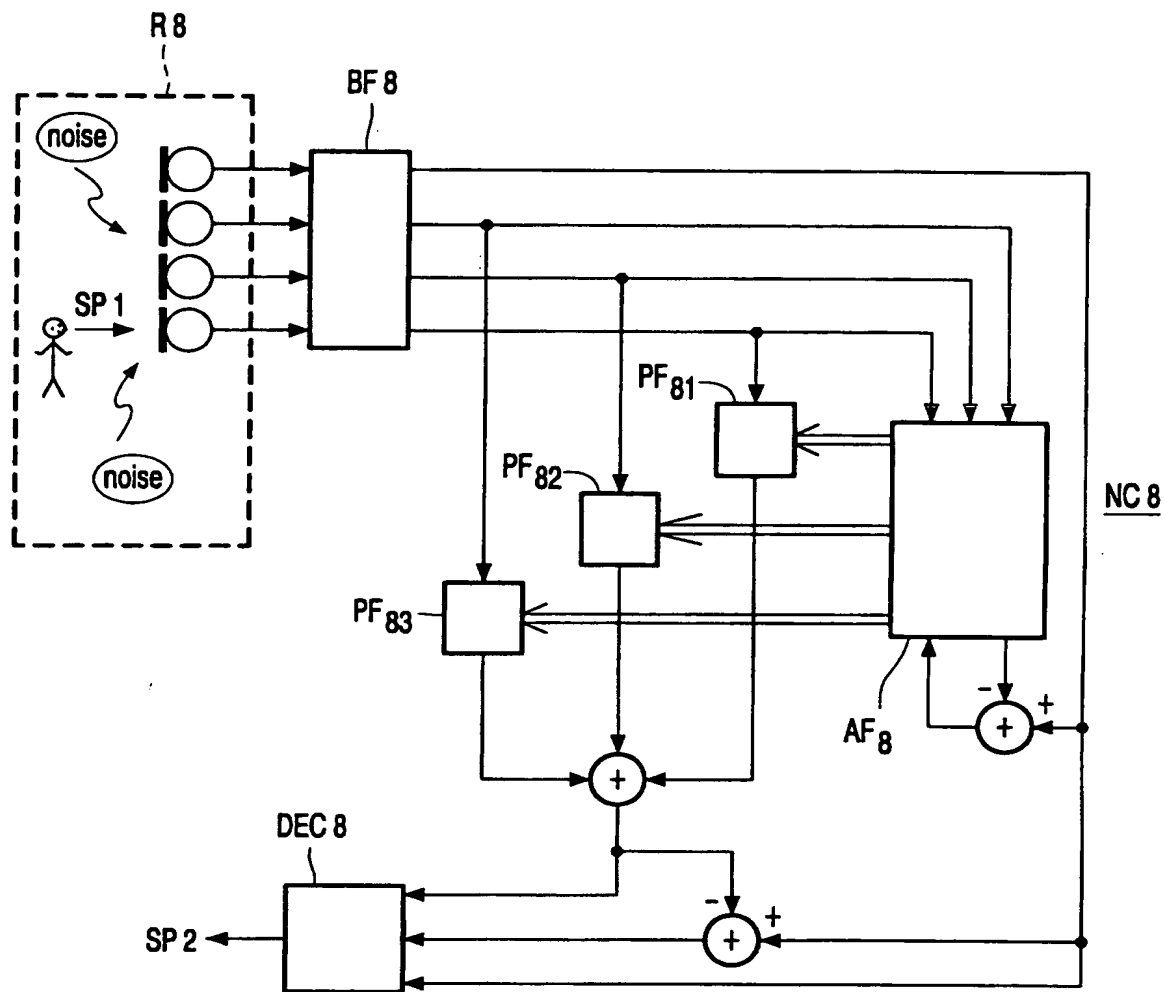 R 8
BF 8
noise
SP 1
noise
PF81
PF82
PF83
NC 8
AF8
- +
+
+
DEC 8
- +
+
SP 2